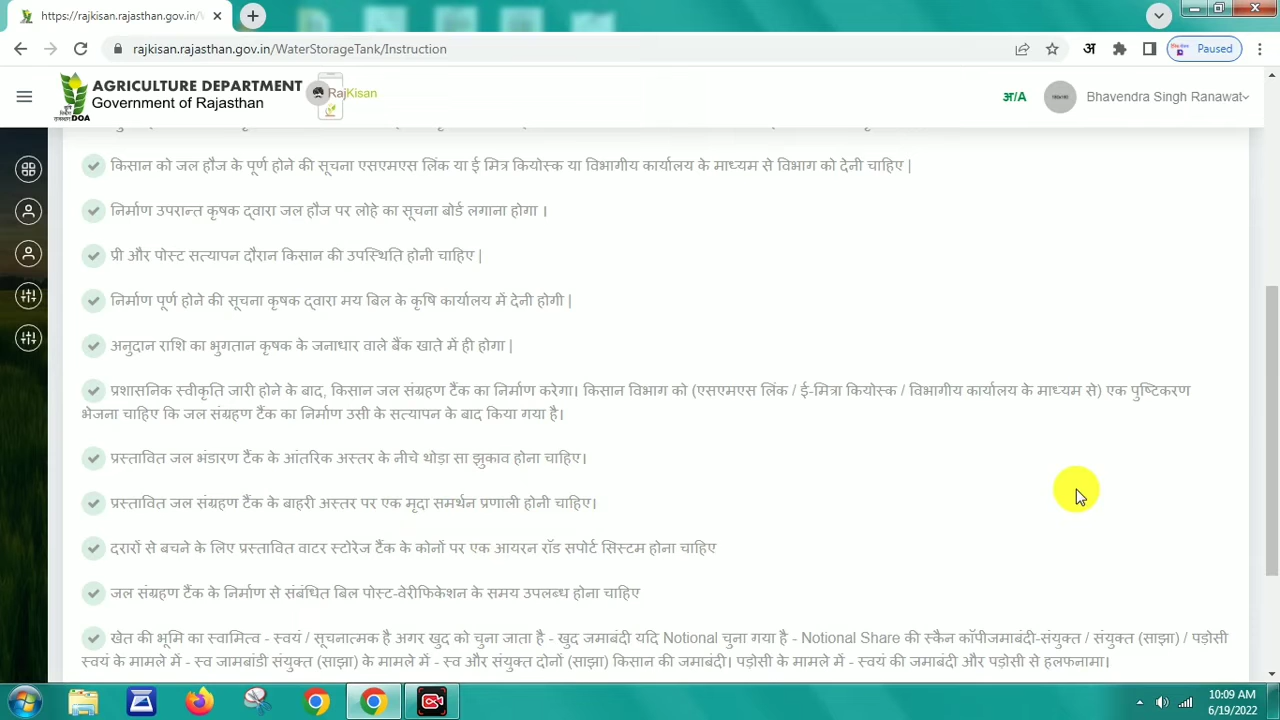 https://rajkisan.rajasthan.gov.in/
rajkisan.rajasthan.gov.in/WaterStorageTank/Instruction
अ
Paused
AGRICULTURE DEPARTMENT
Government of Rajasthan
DOA
RajKisan
अ/A
Bhavendra Singh Ranawat
किसान को जल हौज के पूर्ण होने की सूचना एसएमएस लिंक या ई मित्र कियोस्क या विभागीय कार्यालय के माध्यम से विभाग को देनी चाहिए |
निर्माण उपरान्त कृषक द्वारा जल हौज पर लोहे का सूचना बोर्ड लगाना होगा ।
प्री और पोस्ट सत्यापन दौरान किसान की उपस्थिति होनी चाहिए |
निर्माण पूर्ण होने की सूचना कृषक द्वारा मय बिल के कृषि कार्यालय में देनी होगी |
अनुदान राशि का भुगतान कृषक के जनाधार वाले बैंक खाते में ही होगा |
प्रशासनिक स्वीकृति जारी होने के बाद, किसान जल संग्रहण टैंक का निर्माण करेगा। किसान विभाग को (एसएमएस लिंक / ई-मित्रा कियोस्क / विभागीय कार्यालय के माध्यम से) एक पुष्टिकरण
भेजना चाहिए कि जल संग्रहण टैंक का निर्माण उसी के सत्यापन के बाद किया गया है।
प्रस्तावित जल भंडारण टैंक के आंतरिक अस्तर के नीचे थोड़ा सा झुकाव होना चाहिए।
प्रस्तावित जल संग्रहण टैंक के बाहरी अस्तर पर एक मृदा समर्थन प्रणाली होनी चाहिए।
दरारों से बचने के लिए प्रस्तावित वाटर स्टोरेज टैंक के कोनों पर एक आयरन रॉड सपोर्ट सिस्टम होना चाहिए
जल संग्रहण टैंक के निर्माण से संबंधित बिल पोस्ट-वेरीफिकेशन के समय उपलब्ध होना चाहिए
खेत की भूमि का स्वामित्व - स्वयं / सूचनात्मक है अगर खुद को चुना जाता है - खुद जमाबंदी यदि Notional चुना गया है - Notional Share की स्कैन कॉपीजमाबंदी-संयुक्त / संयुक्त (साझा) / पड़ोसी
स्वयं के मामले में - स्व जामबांडी संयुक्त (साझा) के मामले में - स्व और संयुक्त दोनों (साझा) किसान की जमाबंदी। पड़ोसी के मामले में - स्वयं की जमाबंदी और पड़ोसी से हलफनामा।
10:09 AM
6/19/2022